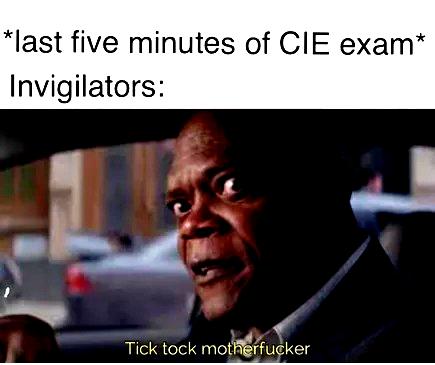 *last five minutes of CIE exam*
Invigilators:
Tick tock motherfucker